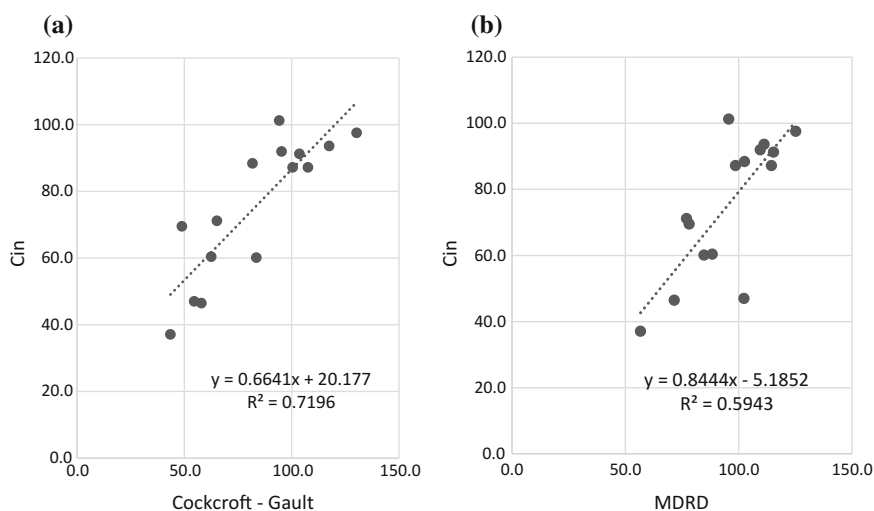 (a)
120.0
100.0
80.0
60.0
40.0
20.0
0.0
Cin
y = 0.6641x + 20.177
R² = 0.7196
0.0 50.0 100.0 150.0
Cockcroft - Gault
(b)
120.0
100.0
80.0
60.0
40.0
20.0
0.0
Cin
y = 0.8444x - 5.1852
R² = 0.5943
0.0 50.0 100.0 150.0
MDRD